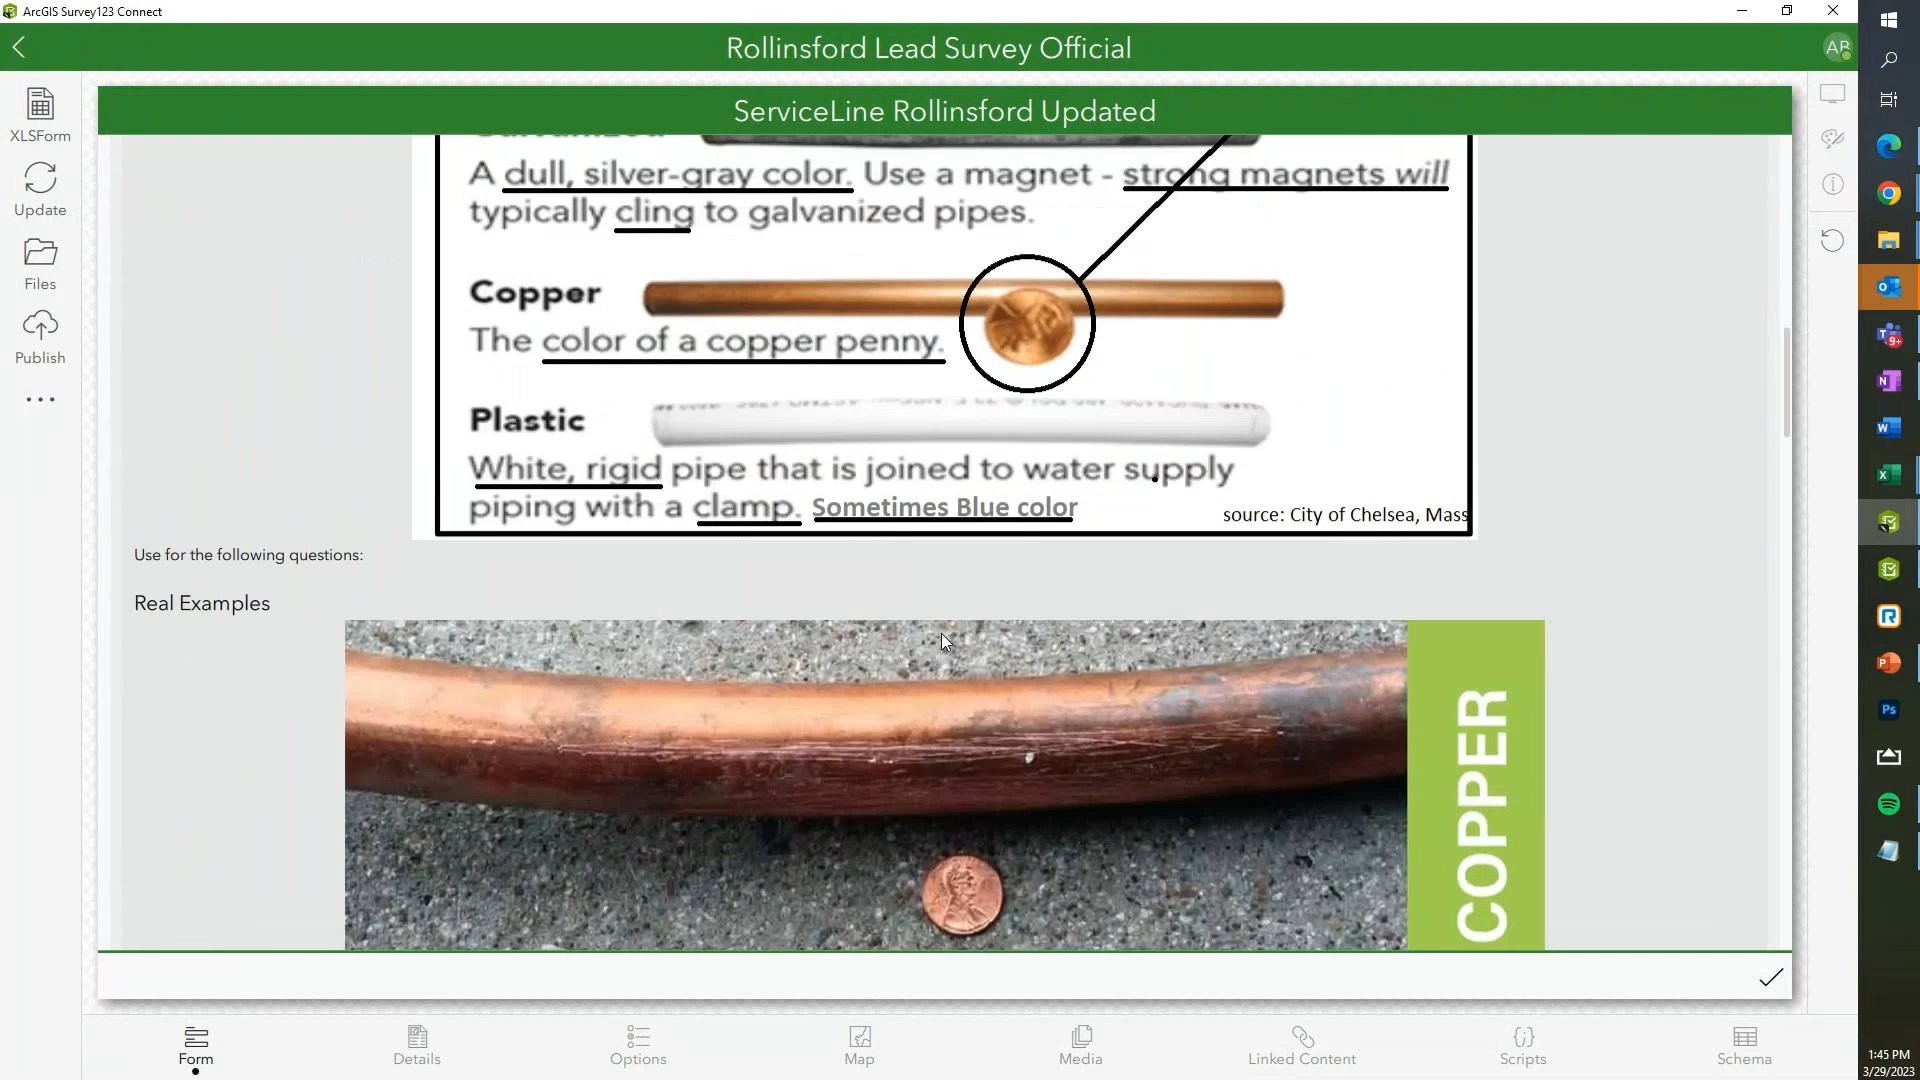 ArcGIS Survey123 Connect
Rollinsford Lead Survey Official
AB
ServiceLine Rollinsford Updated
XLSForm
Update
Files
Publish
A dull, silver-gray color. Use a magnet - strong magnets will
typically cling to galvanized pipes.
Copper
The color of a copper penny.
Plastic
White, rigid pipe that is joined to water supply
piping with a clamp. Sometimes Blue color
source: City of Chelsea, Mass
Use for the following questions:
Real Examples
COPPER
Form
Details
Options
Map
Media
Linked Content
Scripts
Schema
9+
1:45 PM
3/29/2023